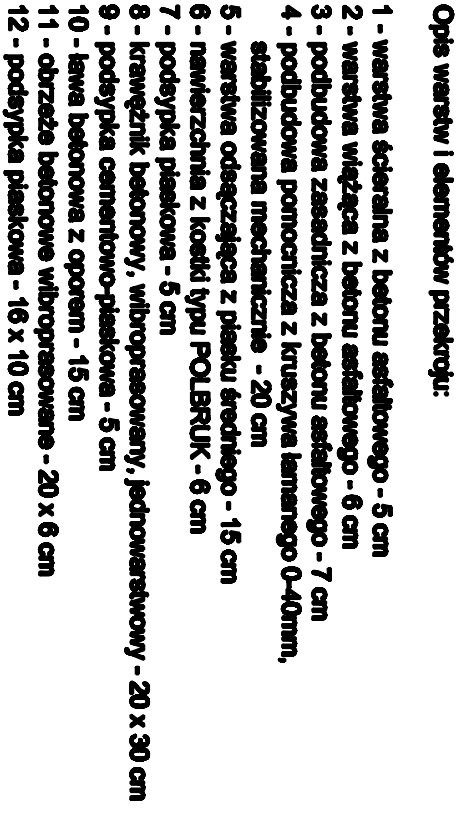 Opis warstw i elementów przekroju:
1 - warstwa ścieralna z betonu asfaltowego - 5 cm
2 - warstwa wiążąca z betonu asfaltowego - 6 cm
3 - podbudowa zasadnicza z betonu asfaltowego - 7 cm
4 - podbudowa pomocnicza z kruszywa łamanego 0-40mm,
stabilizowana mechanicznie - 20 cm
5 - warstwa odsączająca z piasku średniego - 15 cm
6 - nawierzchnia z kostki typu POLBRUK - 6 cm
7 - podsypka piaskowa - 5 cm
8 - krawężnik betonowy, wibroprasowany, jednowarstwowy - 20 x 30 cm
9 - podsypka cementowo-piaskowa - 5 cm
10 - ława betonowa z oporem - 15 cm
11 - obrzeże betonowe wibroprasowane - 20 x 6 cm
12 - podsypka piaskowa - 16 x 10 cm